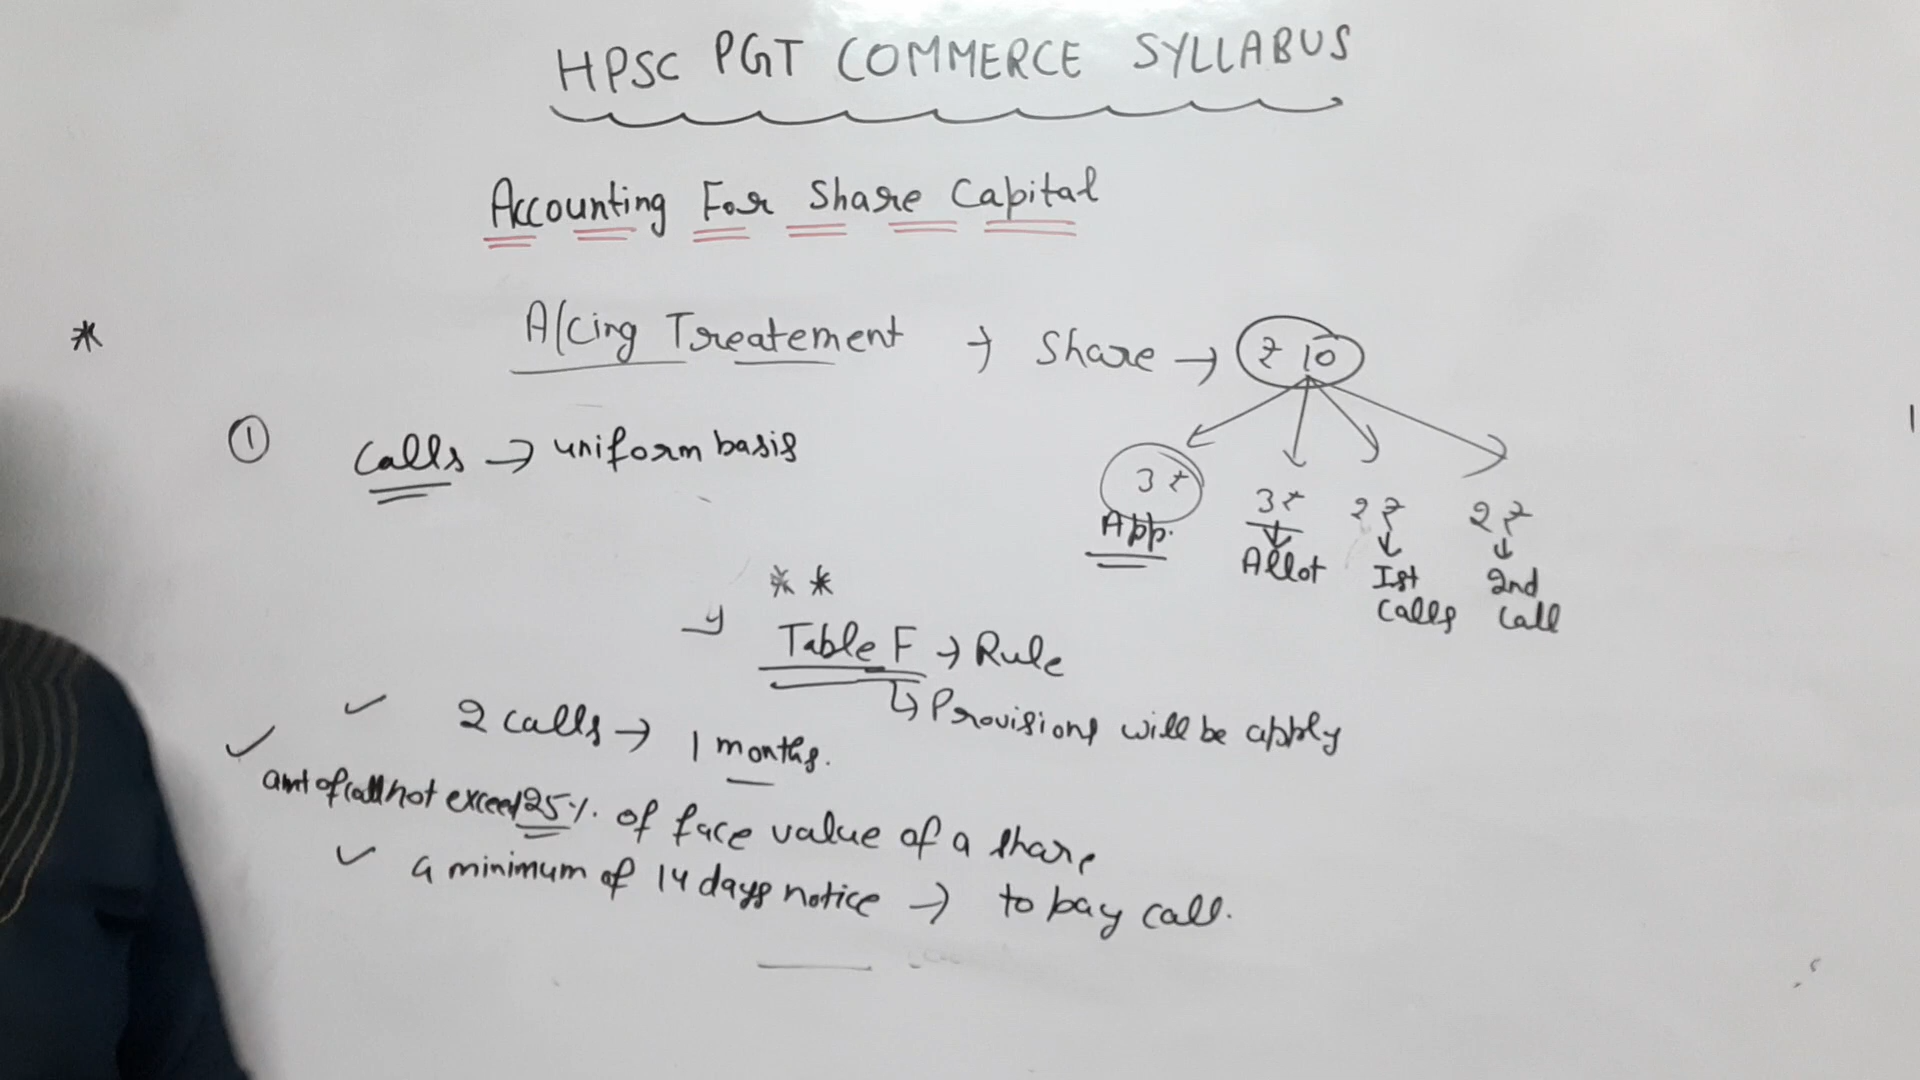 HPSC PGT COMMERCE SYLLABUS
Accounting For Share Capital
* A/cing Treatement → Share → ₹ 10
① Calls → uniform basis
3 ₹ 3 ₹ 2 ₹ 2 ₹
App. Allot Ist Calls 2nd Call
* *
→ Table F → Rule
↳ Provisions will be apply
✓ 2 calls → 1 months.
✓ amt of call not exceed 25% of face value of a share
✓ a minimum of 14 days notice → to pay call.